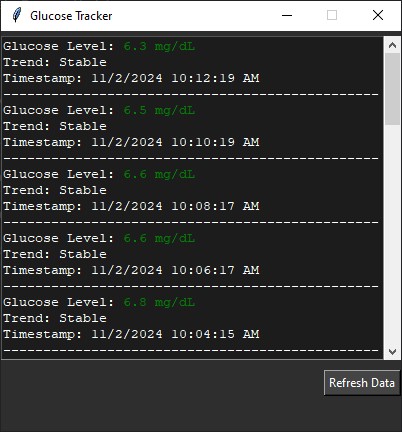 Glucose Tracker
Glucose Level: 6.3 mg/dL
Trend: Stable
Timestamp: 11/2/2024 10:12:19 AM
-----------------------------------------------
Glucose Level: 6.5 mg/dL
Trend: Stable
Timestamp: 11/2/2024 10:10:19 AM
-----------------------------------------------
Glucose Level: 6.6 mg/dL
Trend: Stable
Timestamp: 11/2/2024 10:08:17 AM
-----------------------------------------------
Glucose Level: 6.6 mg/dL
Trend: Stable
Timestamp: 11/2/2024 10:06:17 AM
-----------------------------------------------
Glucose Level: 6.8 mg/dL
Trend: Stable
Timestamp: 11/2/2024 10:04:15 AM
-----------------------------------------------
Refresh Data